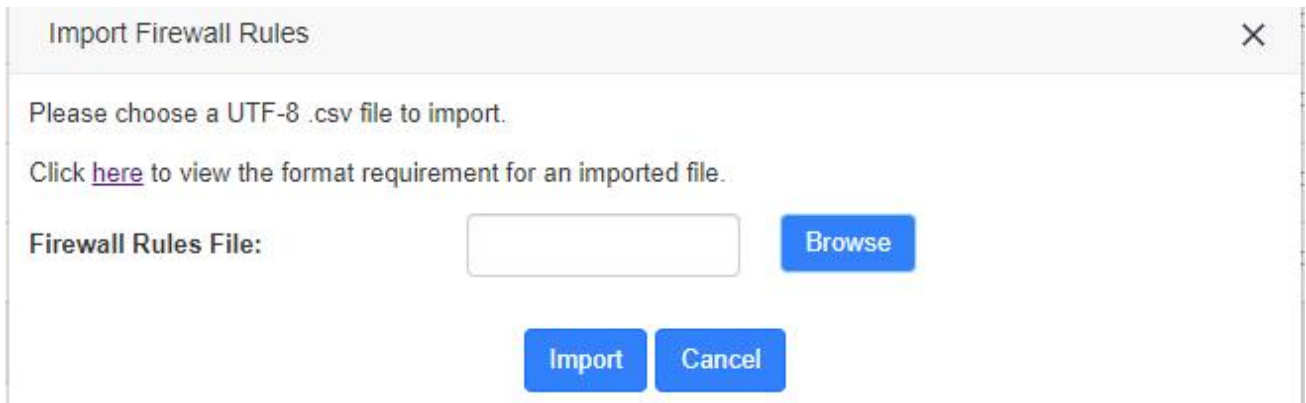 Import Firewall Rules
Please choose a UTF-8 .csv file to import.
Click here to view the format requirement for an imported file.
Firewall Rules File:
Browse
Import
Cancel